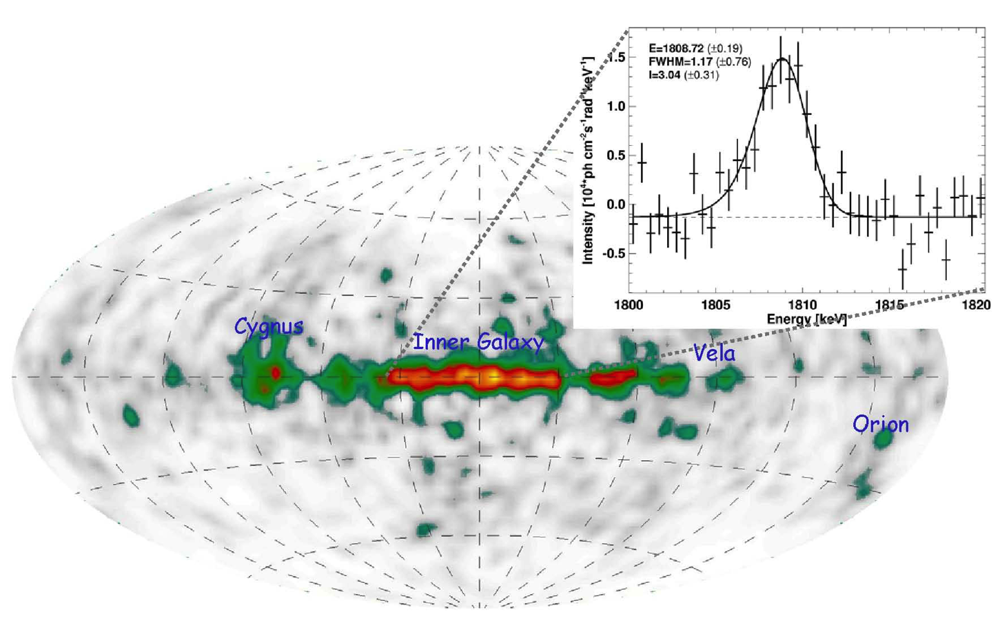 E=1808.72 (±0.19)
FWHM=1.17 (±0.76)
I=3.04 (±0.31)
1.5
1.0
0.5
0.0
-0.5
Intensity [10⁴*ph cm⁻²s⁻¹rad⁻¹keV⁻¹]
1800 1805 1810 1815 1820
Energy [keV]
Cygnus
Inner Galaxy
Vela
Orion